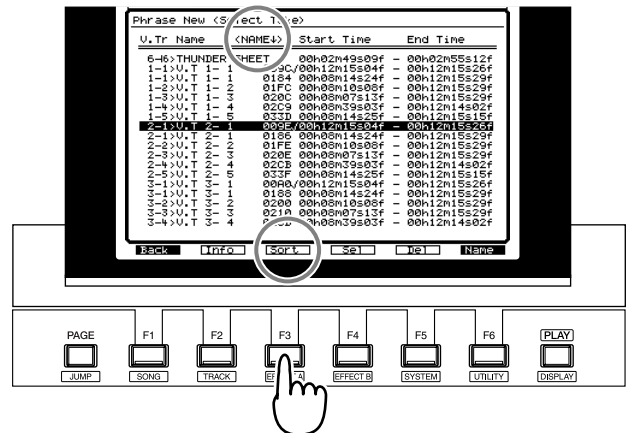 Phrase New (Select Take)
V.Tr Name <NAME↓> Start Time End Time
6-16>THUNDER SHEET 00h02m49s09f - 00h02m55s12f
1-1>V.T 1- 1 /00h12m15s04f - 00h12m15s26f
1-1>V.T 1- 1 0184 00h08m14s24f - 00h12m15s29f
1-2>V.T 1- 2 01FC 00h08m10s08f - 00h12m15s29f
1-3>V.T 1- 3 020C 00h08m07s13f - 00h12m15s29f
1-4>V.T 1- 4 02C9 00h08m39s03f - 00h12m14s02f
1-5>V.T 1- 5 033D 00h08m14s25f - 00h12m15s15f
2-1>V.T 2- 1 009E/00h12m15s04f - 00h12m15s26f
2-1>V.T 2- 1 0186 00h08m14s24f - 00h12m15s29f
2-2>V.T 2- 2 01FE 00h08m10s08f - 00h12m15s29f
2-3>V.T 2- 3 020E 00h08m07s13f - 00h12m15s29f
2-4>V.T 2- 4 02CB 00h08m39s03f - 00h12m14s02f
2-5>V.T 2- 5 033F 00h08m14s25f - 00h12m15s15f
3-1>V.T 3- 1 00A0/00h12m15s04f - 00h12m15s26f
3-1>V.T 3- 1 0188 00h08m14s24f - 00h12m15s29f
3-2>V.T 3- 2 0200 00h08m10s08f - 00h12m15s29f
3-3>V.T 3- 3 0210 00h08m07s13f - 00h12m15s29f
3-4>V.T 3- 4 00h08m39s03f - 00h12m14s02f
Back Info Sort Sel Del Name
PAGE F1 F2 F3 F4 F5 F6 PLAY
JUMP SONG TRACK EFFECT B SYSTEM UTILITY DISPLAY